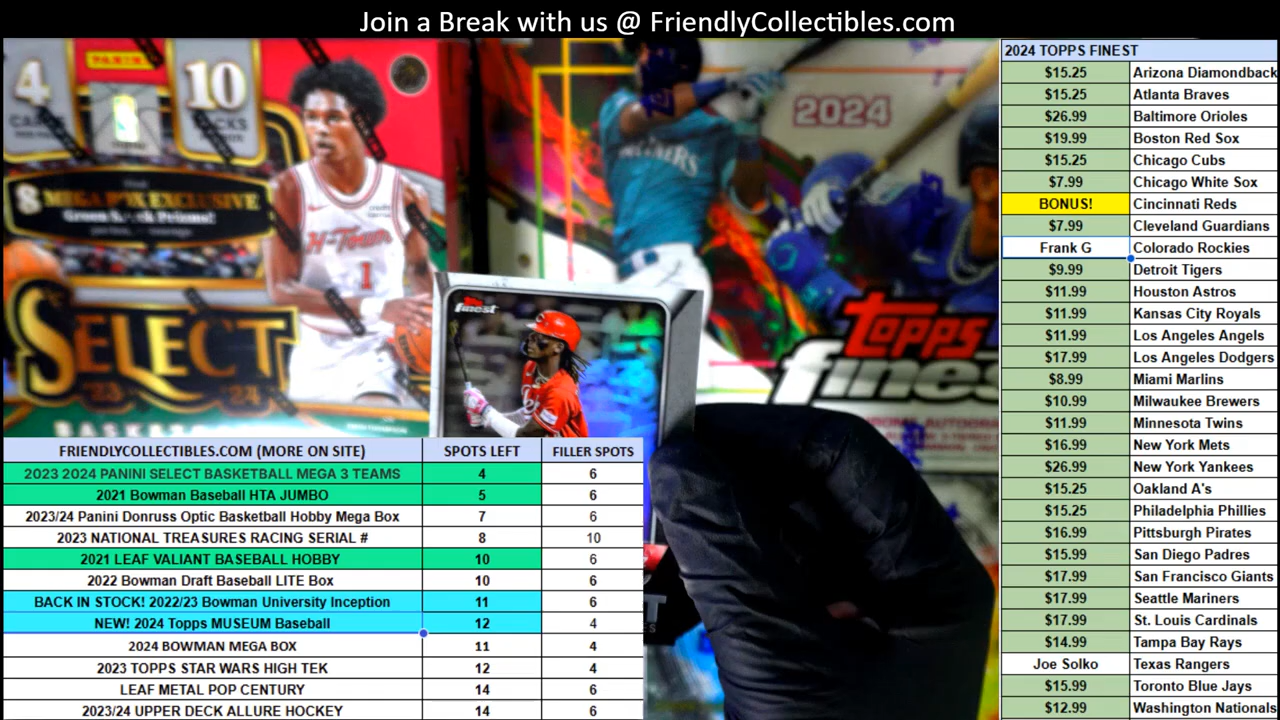 Join a Break with us @ FriendlyCollectibles.com
PANINI
4
10
8 MEGA BOX EXCLUSIVE
H-Town
1
SELECT
'23 '24
2024
TOPPS
finest
topps
finest
FRIENDLYCOLLECTIBLES.COM (MORE ON SITE) SPOTS LEFT FILLER SPOTS
2023 2024 PANINI SELECT BASKETBALL MEGA 3 TEAMS 4 6
2021 Bowman Baseball HTA JUMBO 5 6
2023/24 Panini Donruss Optic Basketball Hobby Mega Box 7 6
2023 NATIONAL TREASURES RACING SERIAL # 8 10
2021 LEAF VALIANT BASEBALL HOBBY 10 6
2022 Bowman Draft Baseball LITE Box 10 6
BACK IN STOCK! 2022/23 Bowman University Inception 11 6
NEW! 2024 Topps MUSEUM Baseball 12 4
2024 BOWMAN MEGA BOX 11 4
2023 TOPPS STAR WARS HIGH TEK 12 4
LEAF METAL POP CENTURY 14 6
2023/24 UPPER DECK ALLURE HOCKEY 14 6
2024 TOPPS FINEST
$15.25 Arizona Diamondback
$15.25 Atlanta Braves
$26.99 Baltimore Orioles
$19.99 Boston Red Sox
$15.25 Chicago Cubs
$7.99 Chicago White Sox
BONUS! Cincinnati Reds
$7.99 Cleveland Guardians
Frank G Colorado Rockies
$9.99 Detroit Tigers
$11.99 Houston Astros
$11.99 Kansas City Royals
$11.99 Los Angeles Angels
$17.99 Los Angeles Dodgers
$8.99 Miami Marlins
$10.99 Milwaukee Brewers
$11.99 Minnesota Twins
$16.99 New York Mets
$26.99 New York Yankees
$15.25 Oakland A's
$15.25 Philadelphia Phillies
$16.99 Pittsburgh Pirates
$15.99 San Diego Padres
$17.99 San Francisco Giants
$17.99 Seattle Mariners
$17.99 St. Louis Cardinals
$14.99 Tampa Bay Rays
Joe Solko Texas Rangers
$15.99 Toronto Blue Jays
$12.99 Washington Nationals